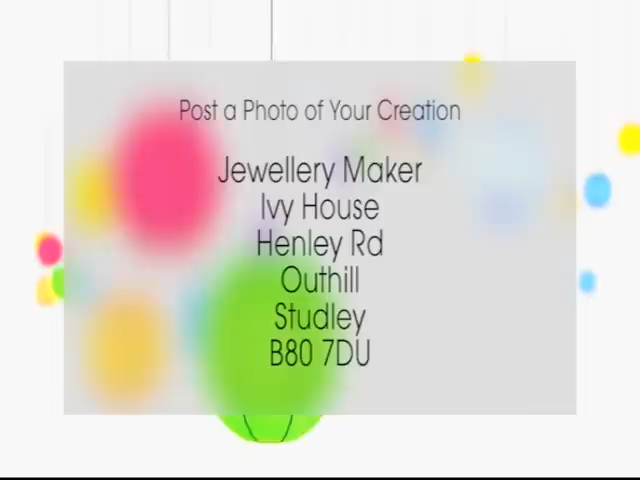 Post a Photo of Your Creation
Jewellery Maker
Ivy House
Henley Rd
Outhill
Studley
B80 7DU